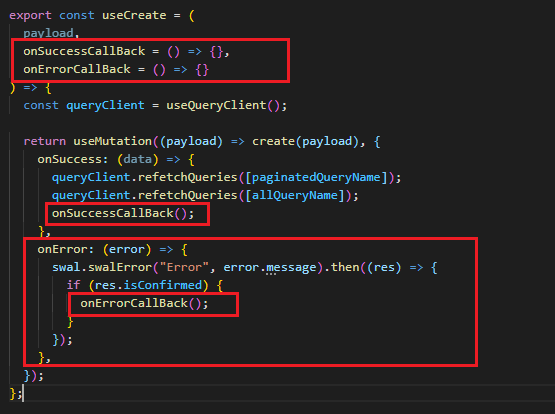 export const useCreate = (
payload,
onSuccessCallBack = () => {},
onErrorCallBack = () => {}
) => {
const queryClient = useQueryClient();
return useMutation((payload) => create(payload), {
onSuccess: (data) => {
queryClient.refetchQueries([paginatedQueryName]);
queryClient.refetchQueries([allQueryName]);
onSuccessCallBack();
},
onError: (error) => {
swal.swalError("Error", error.message).then((res) => {
if (res.isConfirmed) {
onErrorCallBack();
}
});
},
});
};